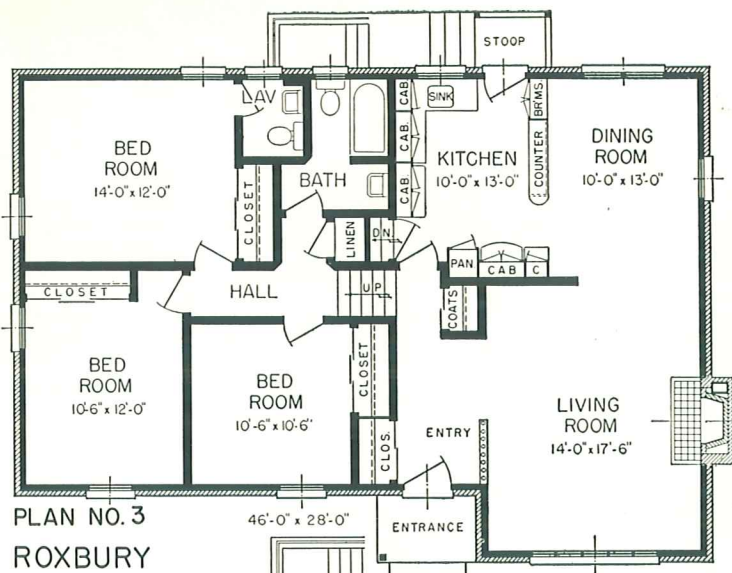 STOOP
LAV
CAB
SINK
BR'MS.
BED
ROOM
14'-0" x 12'-0"
CAB.
KITCHEN
10'-0" x 13'-0"
COUNTER
DINING
ROOM
10'-0" x 13'-0"
BATH
CAB.
CLOSET
LINEN
DN.
PAN
CAB
C
CLOSET
HALL
UP
COATS
BED
ROOM
10'-6" x 12'-0"
BED
ROOM
10'-6" x 10'-6"
CLOSET
CLOS.
ENTRY
LIVING
ROOM
14'-0" x 17'-6"
PLAN NO. 3
46'-0" x 28'-0"
ENTRANCE
ROXBURY